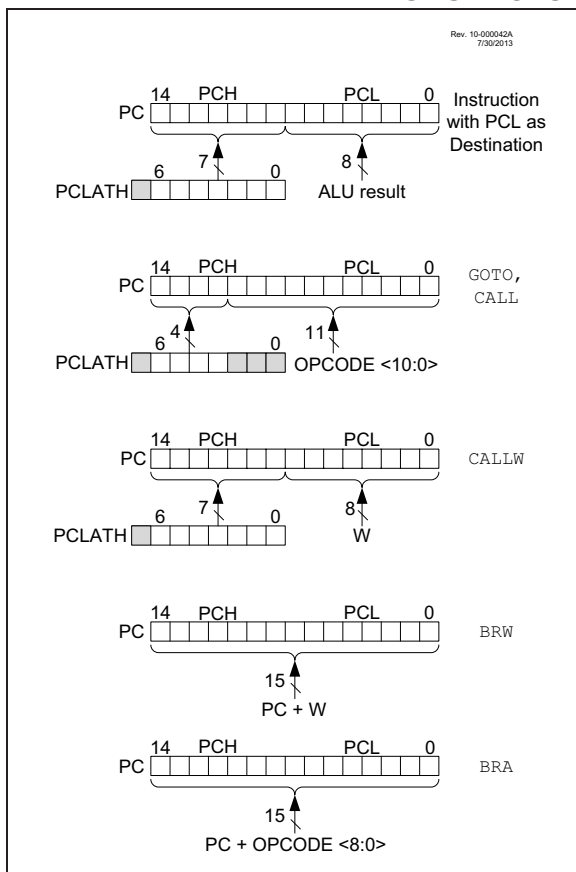 Rev. 10-000042A
7/30/2013
14 PCH PCL 0
PC
Instruction
with PCL as
Destination
7 8
6 0
PCLATH
ALU result
14 PCH PCL 0
PC
GOTO,
CALL
4 11
6 0
PCLATH
OPCODE <10:0>
14 PCH PCL 0
PC
CALLW
7 8
6 0
PCLATH
W
14 PCH PCL 0
PC
BRW
15
PC + W
14 PCH PCL 0
PC
BRA
15
PC + OPCODE <8:0>